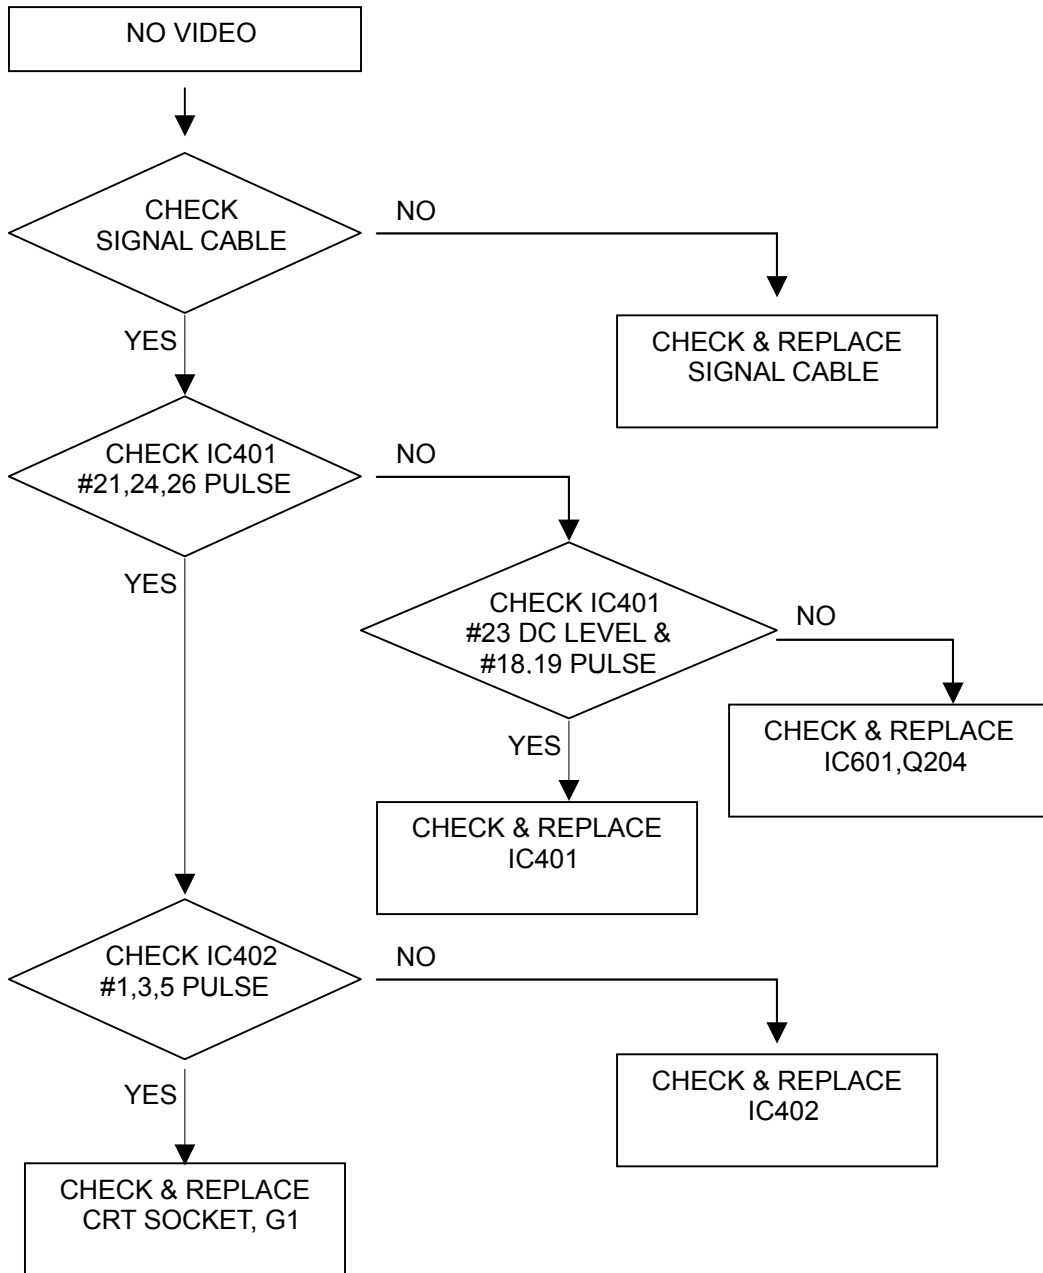 NO VIDEO
CHECK
SIGNAL CABLE
NO
YES
CHECK & REPLACE
SIGNAL CABLE
CHECK IC401
#21,24,26 PULSE
NO
YES
CHECK IC401
#23 DC LEVEL &
#18,19 PULSE
NO
YES
CHECK & REPLACE
IC601,Q204
CHECK & REPLACE
IC401
CHECK IC402
#1,3,5 PULSE
NO
YES
CHECK & REPLACE
IC402
CHECK & REPLACE
CRT SOCKET, G1